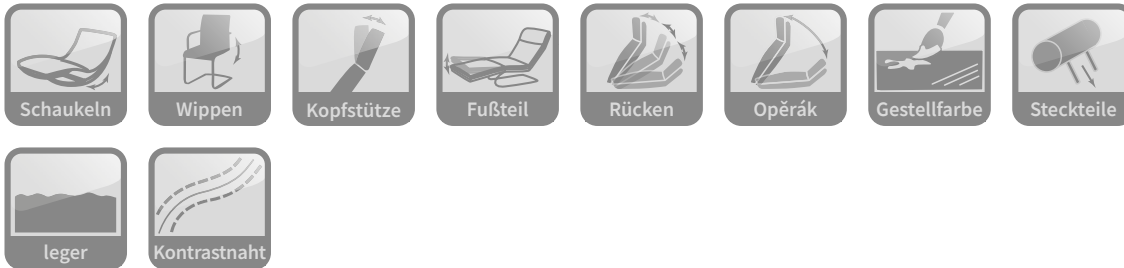 Schaukeln
Wippen
Kopfstütze
Fußteil
Rücken
Opěrák
Gestellfarbe
Steckteile
leger
Kontrastnaht